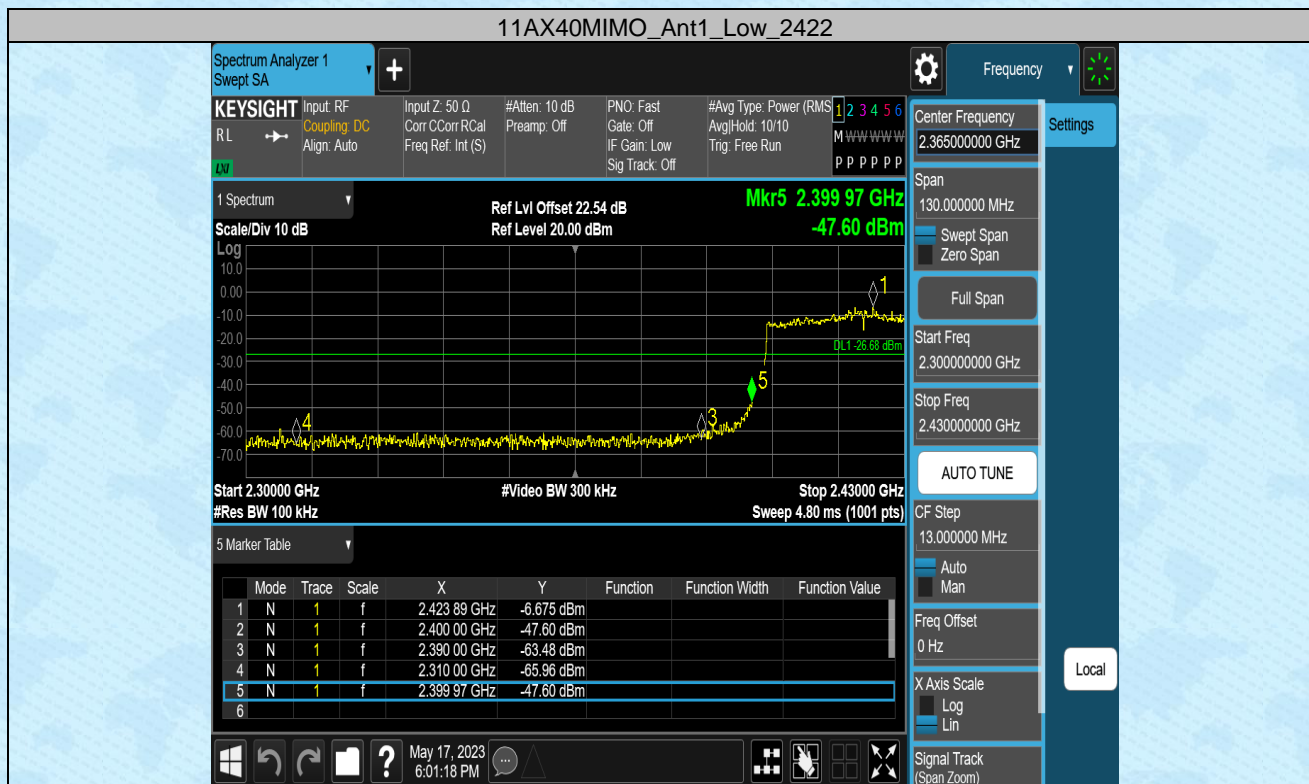 11AX40MIMO_Ant1_Low_2422
Spectrum Analyzer 1
Swept SA
Frequency
KEYSIGHT
RL
LXI
Input: RF
Coupling: DC
Align: Auto
Input Z: 50 Ω
Corr CCorr RCal
Freq Ref: Int (S)
#Atten: 10 dB
Preamp: Off
PNO: Fast
Gate: Off
IF Gain: Low
Sig Track: Off
#Avg Type: Power (RMS
Avg|Hold: 10/10
Trig: Free Run
1 2 3 4 5 6
M W W W W W
P P P P P P
1 Spectrum
Scale/Div 10 dB
Ref Lvl Offset 22.54 dB
Ref Level 20.00 dBm
Mkr5 2.399 97 GHz
-47.60 dBm
Log
10.0
0.00
-10.0
-20.0
-30.0
-40.0
-50.0
-60.0
-70.0
1
DL1 -26.68 dBm
5
3
4
Start 2.30000 GHz
#Res BW 100 kHz
#Video BW 300 kHz
Stop 2.43000 GHz
Sweep 4.80 ms (1001 pts)
5 Marker Table
Mode Trace Scale X Y Function Function Width Function Value
1 N 1 f 2.423 89 GHz -6.675 dBm
2 N 1 f 2.400 00 GHz -47.60 dBm
3 N 1 f 2.390 00 GHz -63.48 dBm
4 N 1 f 2.310 00 GHz -65.96 dBm
5 N 1 f 2.399 97 GHz -47.60 dBm
6
May 17, 2023
6:01:18 PM
Center Frequency
2.365000000 GHz
Settings
Span
130.000000 MHz
Swept Span
Zero Span
Full Span
Start Freq
2.300000000 GHz
Stop Freq
2.430000000 GHz
AUTO TUNE
CF Step
13.000000 MHz
Auto
Man
Freq Offset
0 Hz
Local
X Axis Scale
Log
Lin
Signal Track
(Span Zoom)